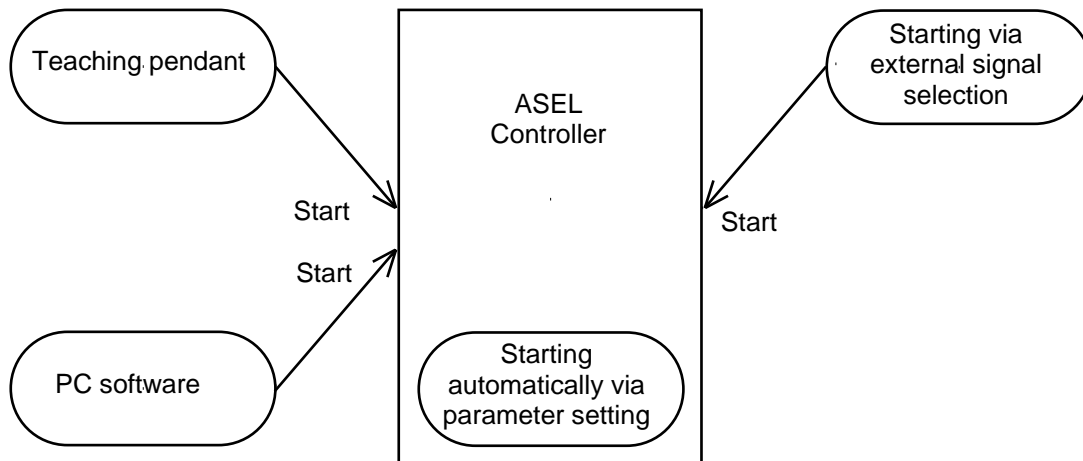 Teaching pendant
ASEL
Controller
Starting via
external signal
selection
Start
Start
Start
PC software
Starting
automatically via
parameter setting